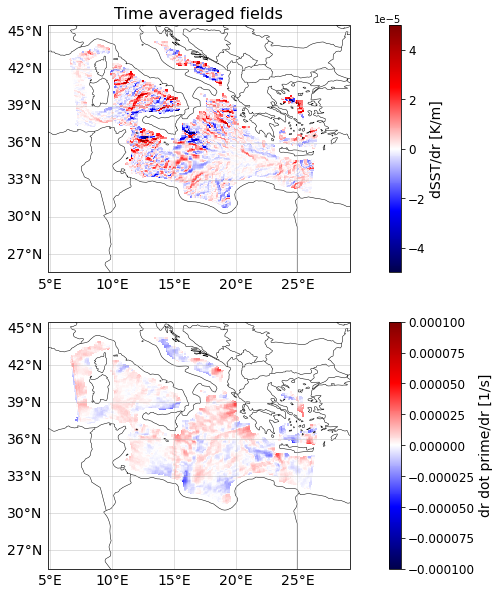 Time averaged fields
45°N
42°N
39°N
36°N
33°N
30°N
27°N
5°E 10°E 15°E 20°E 25°E
1e−5
4
2
0
−2
−4
dSST/dr [K/m]
45°N
42°N
39°N
36°N
33°N
30°N
27°N
5°E 10°E 15°E 20°E 25°E
0.000100
0.000075
0.000050
0.000025
0.000000
−0.000025
−0.000050
−0.000075
−0.000100
dr dot prime/dr [1/s]